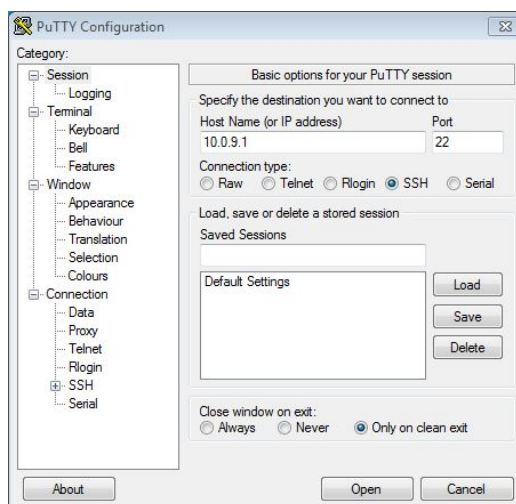 PuTTY Configuration
Category:
Session
Logging
Terminal
Keyboard
Bell
Features
Window
Appearance
Behaviour
Translation
Selection
Colours
Connection
Data
Proxy
Telnet
Rlogin
SSH
Serial
Basic options for your PuTTY session
Specify the destination you want to connect to
Host Name (or IP address) Port
10.0.9.1 22
Connection type:
Raw Telnet Rlogin SSH Serial
Load, save or delete a stored session
Saved Sessions
Default Settings
Load
Save
Delete
Close window on exit:
Always Never Only on clean exit
About Open Cancel